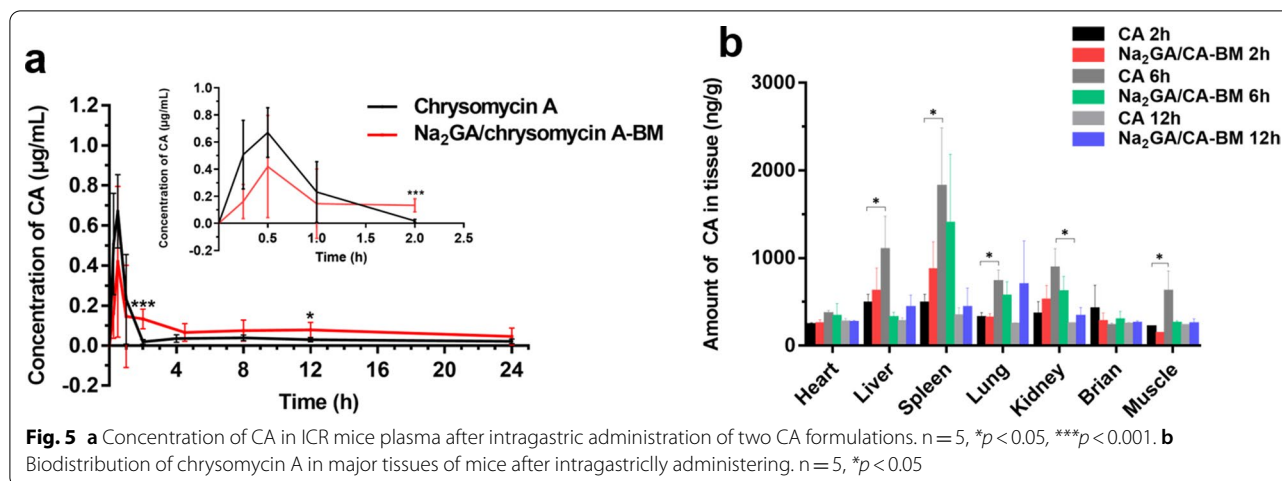 a
Concentration of CA (µg/mL)
1.2
1.0
0.8
0.6
0.4
0.2
0.0
-0.2
0
4
8
12
16
20
24
Time (h)
***
*
Concentration of CA (µg/mL)
1.0
0.8
0.6
0.4
0.2
0.0
-0.2
0.5
1.0
1.5
2.0
2.5
Time (h)
***
Chrysomycin A
Na₂GA/chrysomycin A-BM
b
Amount of CA in tissue (ng/g)
3000
2000
1000
0
*
*
*
*
*
Heart
Liver
Spleen
Lung
Kidney
Brian
Muscle
CA 2h
Na₂GA/CA-BM 2h
CA 6h
Na₂GA/CA-BM 6h
CA 12h
Na₂GA/CA-BM 12h
Fig. 5 a Concentration of CA in ICR mice plasma after intragastric administration of two CA formulations. n = 5, *p < 0.05, ***p < 0.001. b
Biodistribution of chrysomycin A in major tissues of mice after intragastriclly administering. n = 5, *p < 0.05